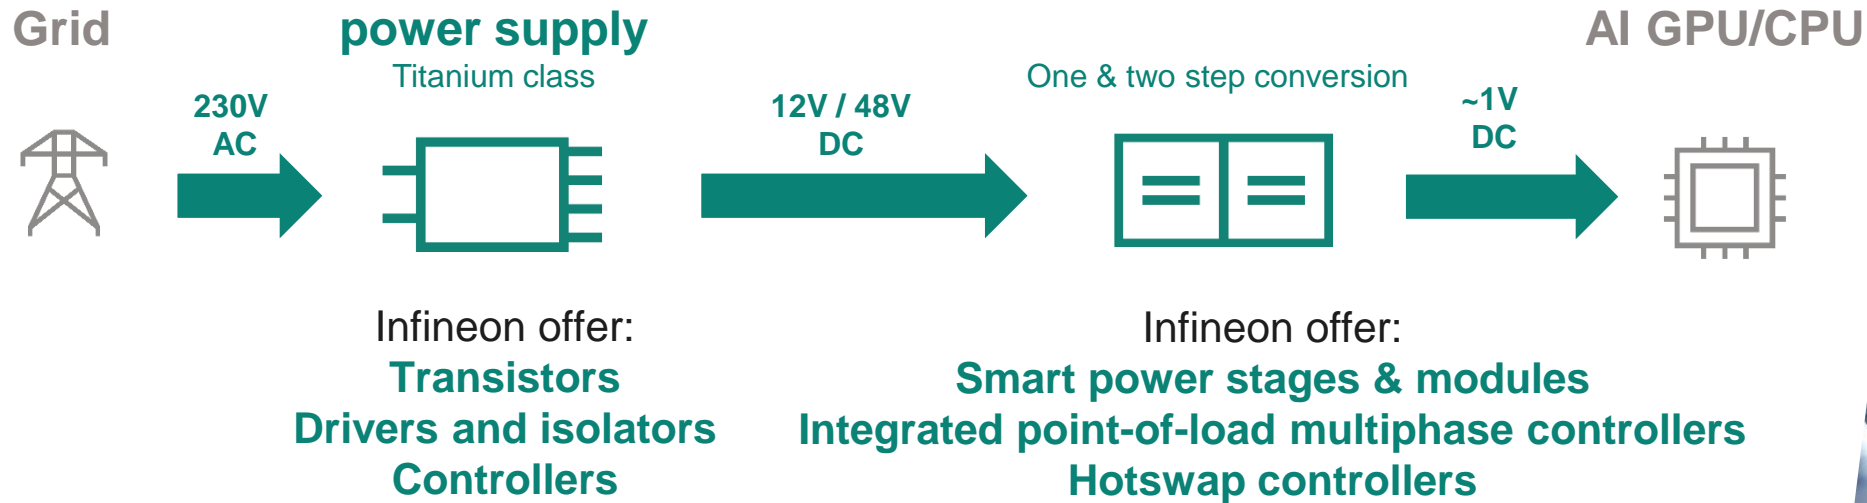 Grid
power supply
AI GPU/CPU
Titanium class
One & two step conversion
230V
AC
12V / 48V
DC
~1V
DC
Infineon offer:
Transistors
Drivers and isolators
Controllers
Infineon offer:
Smart power stages & modules
Integrated point-of-load multiphase controllers
Hotswap controllers